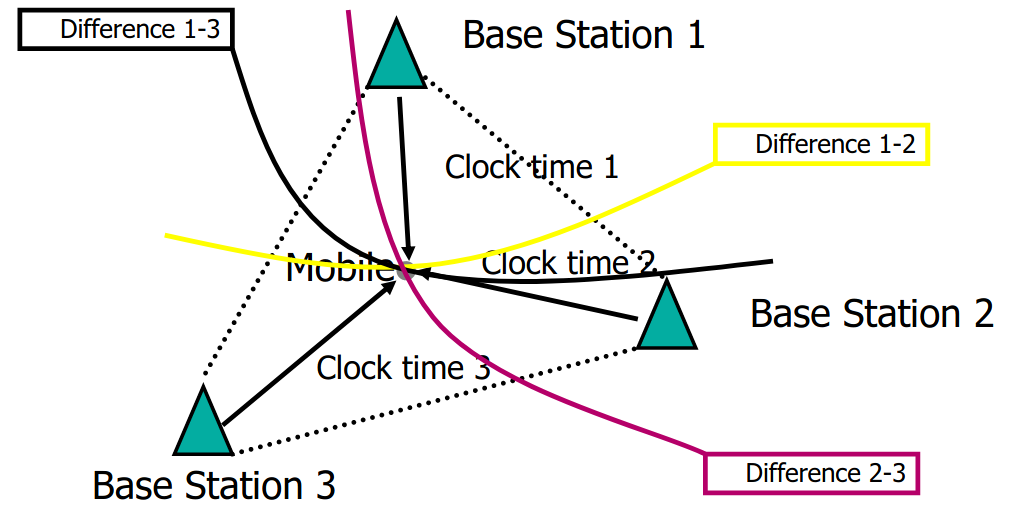 Difference 1-3
Base Station 1
Difference 1-2
Clock time 1
Mobile
Clock time 2
Base Station 2
Clock time 3
Difference 2-3
Base Station 3